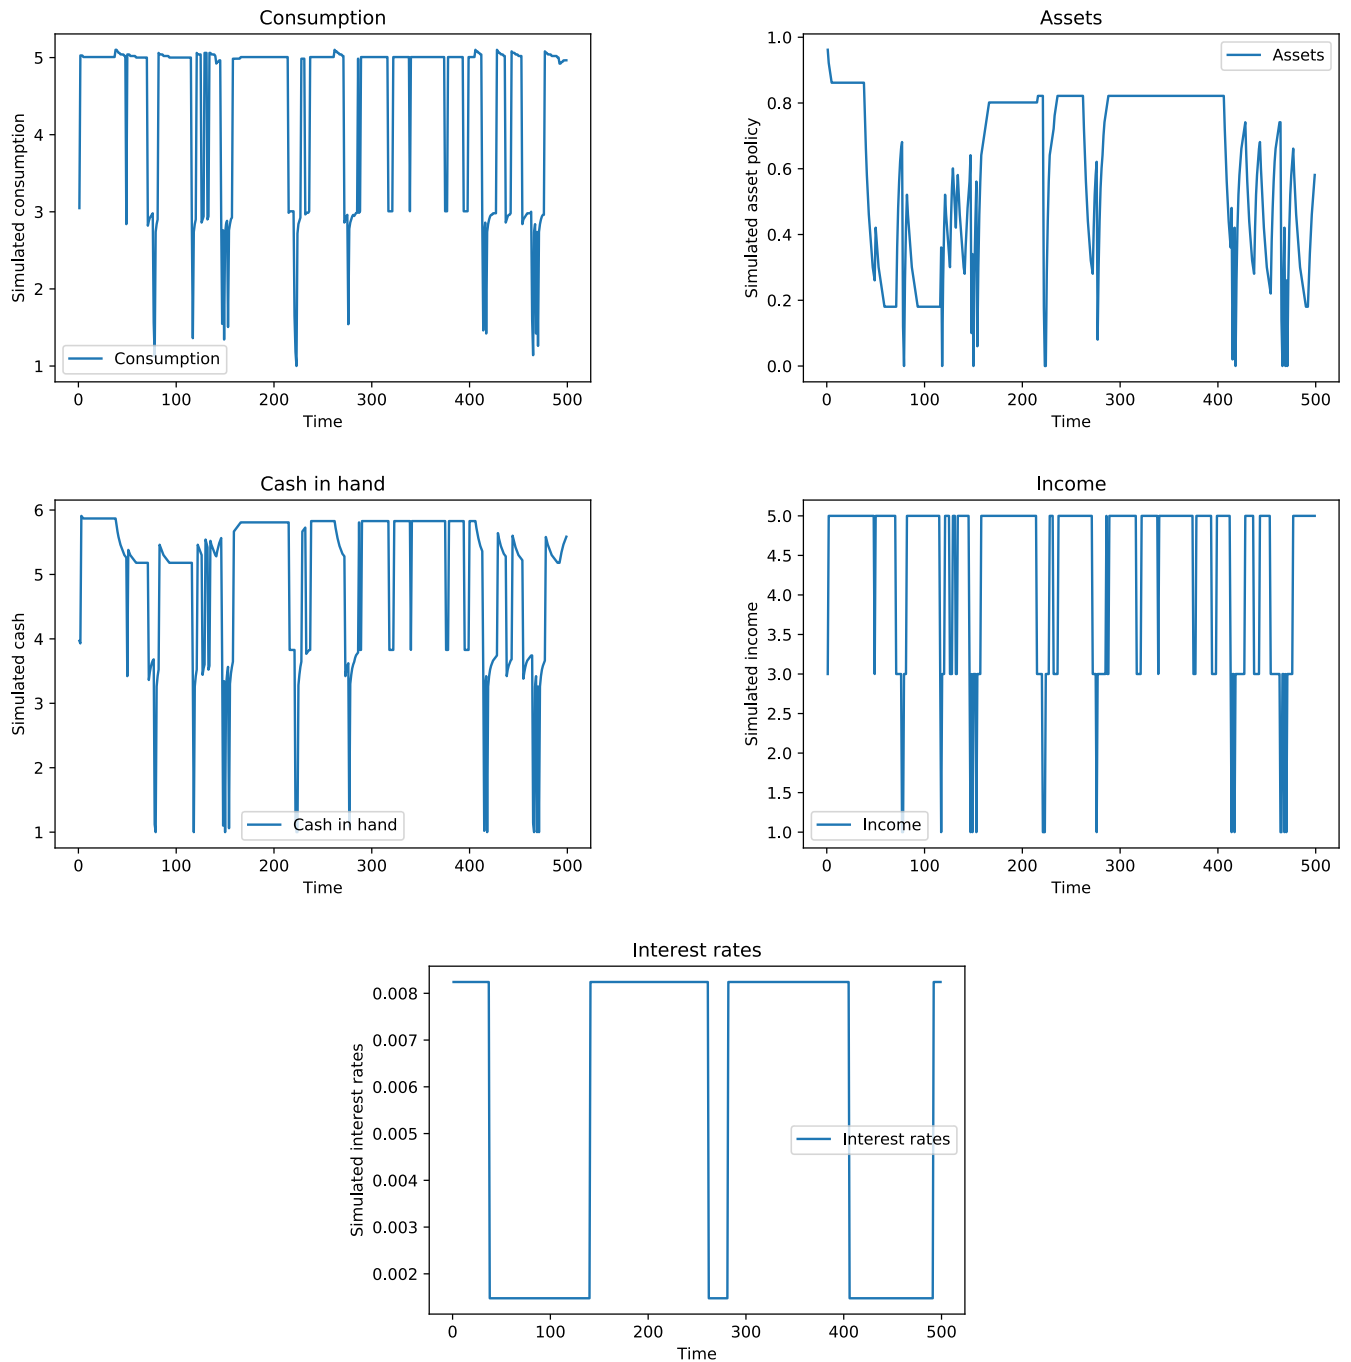 Consumption
Simulated consumption
5
4
3
2
1
Consumption
0 100 200 300 400 500
Time
Assets
Simulated asset policy
1.0
0.8
0.6
0.4
0.2
0.0
Assets
0 100 200 300 400 500
Time
Cash in hand
Simulated cash
6
5
4
3
2
1
Cash in hand
0 100 200 300 400 500
Time
Income
Simulated income
5.0
4.5
4.0
3.5
3.0
2.5
2.0
1.5
1.0
Income
0 100 200 300 400 500
Time
Interest rates
Simulated interest rates
0.008
0.007
0.006
0.005
0.004
0.003
0.002
Interest rates
0 100 200 300 400 500
Time